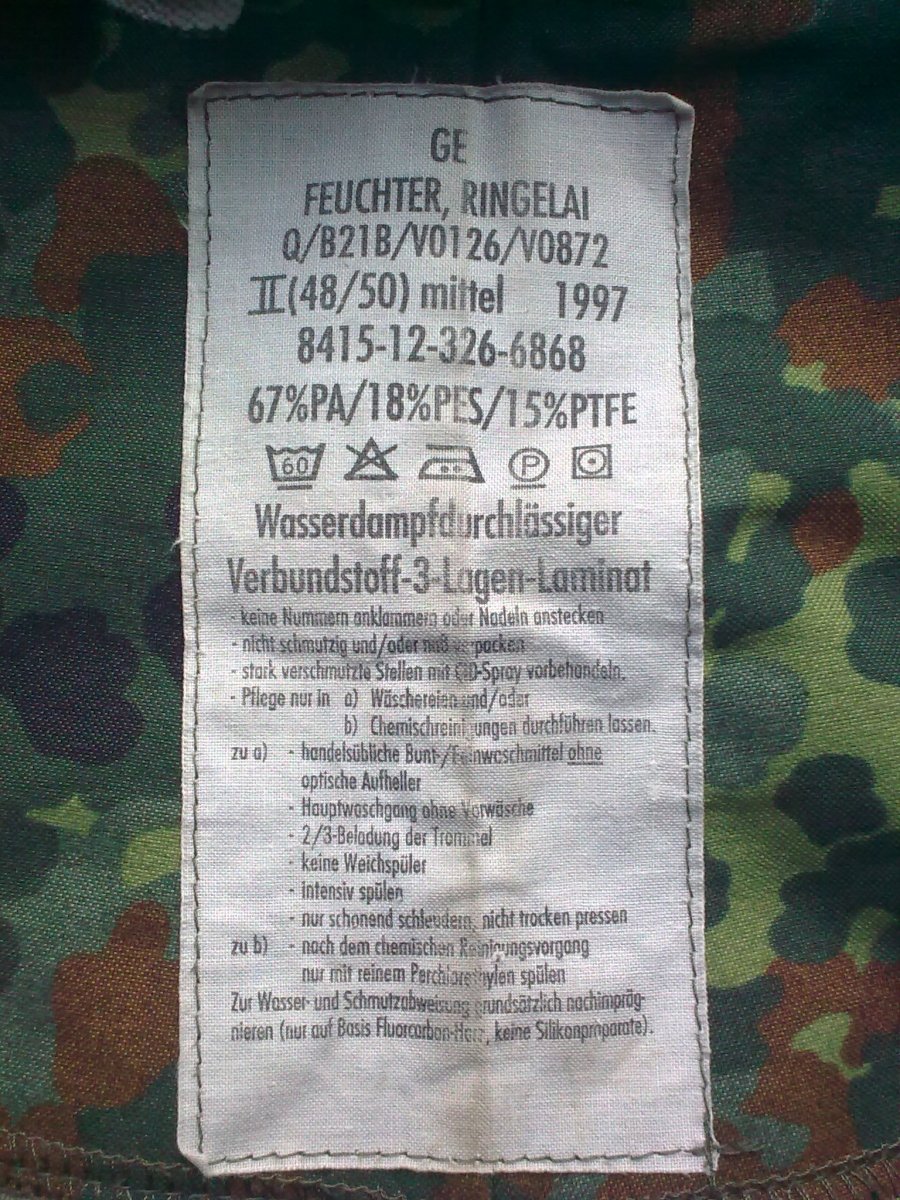 GE
FEUCHTER, RINGELAI
Q/B21B/V0126/V0872
II (48/50) mittel 1997
8415-12-326-6868
67%PA/18%PES/15%PTFE
60 P
Wasserdampfdurchlässiger
Verbundstoff-3-Lagen-Laminat
- keine Nummern anklammern oder Nadeln anstecken
- nicht schmutzig und/oder naß verpacken
- stark verschmutzte Stellen mit -Spray vorbehandeln.
- Pflege nur in a) Wäschereien und/oder
b) Chemischreinigungen durchführen lassen.
zu a) - handelsübliche Bunt-/Feinwaschmittel ohne
optische Aufheller
- Hauptwaschgang ohne Vorwäsche
- 2/3-Beladung der Trommel
- keine Weichspüler
- intensiv spülen
- nur schonend schleudern, nicht trocken pressen
zu b) - nach dem chemischen Reinigungsvorgang
nur mit reinem Perchlorethylen spülen
Zur Wasser- und Schmutzabweisung grundsätzlich nachimpräg-
nieren (nur auf Basis Fluorcarbon-Harz, keine Silikonpräparate).